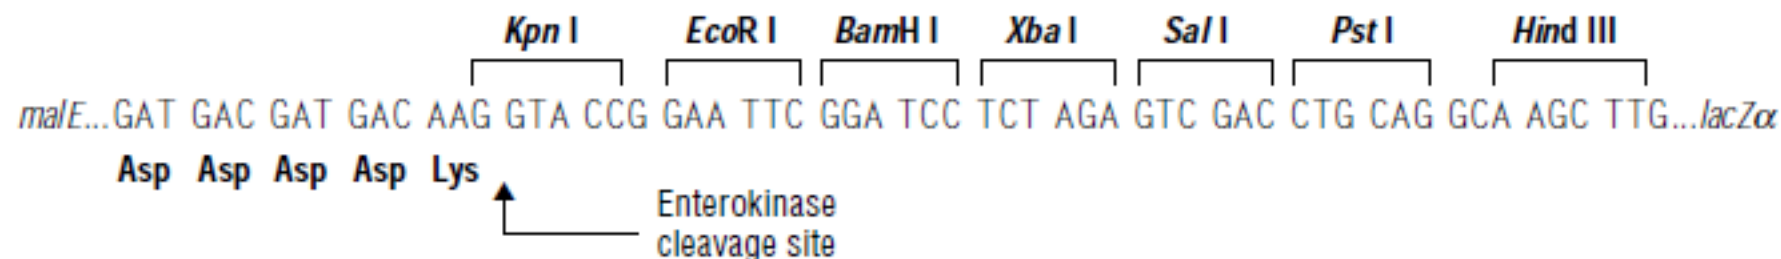 Kpn I EcoR I BamH I Xba I Sal I Pst I Hind III
malE...GAT GAC GAT GAC AAG GTA CCG GAA TTC GGA TCC TCT AGA GTC GAC CTG CAG GCA AGC TTG...lacZα
Asp Asp Asp Asp Lys
Enterokinase
cleavage site